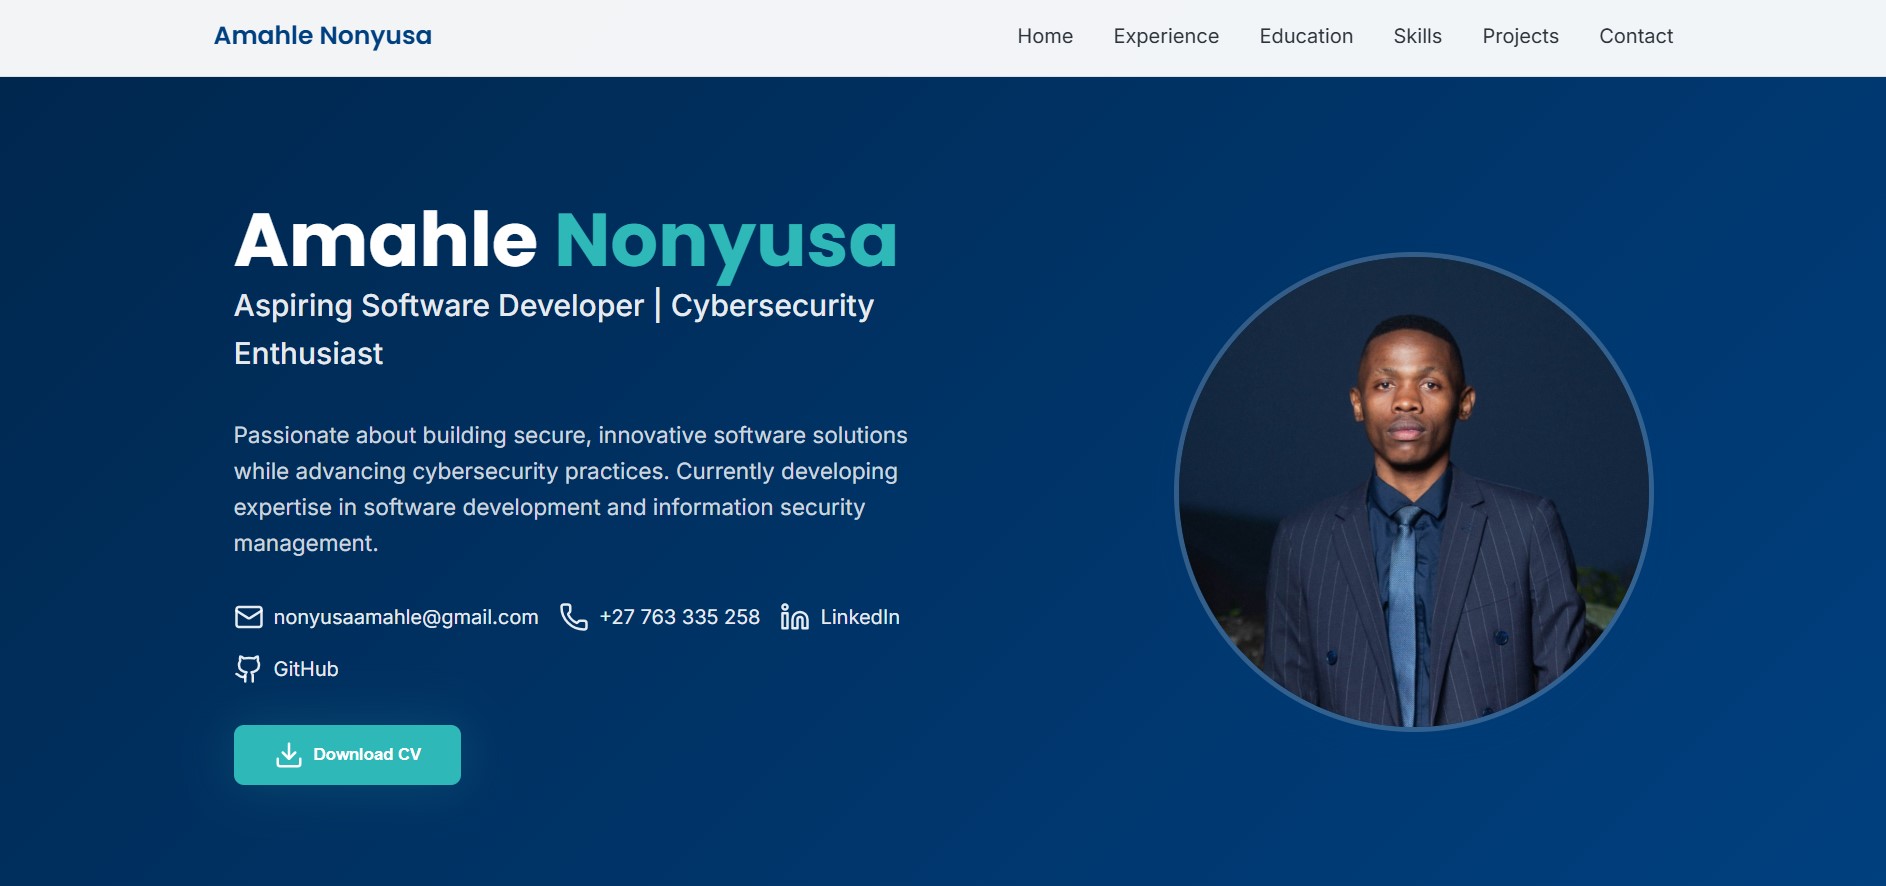 Amahle Nonyusa
Home Experience Education Skills Projects Contact
Amahle Nonyusa
Aspiring Software Developer | Cybersecurity
Enthusiast
Passionate about building secure, innovative software solutions
while advancing cybersecurity practices. Currently developing
expertise in software development and information security
management.
nonyusaamahle@gmail.com +27 763 335 258 LinkedIn
GitHub
Download CV